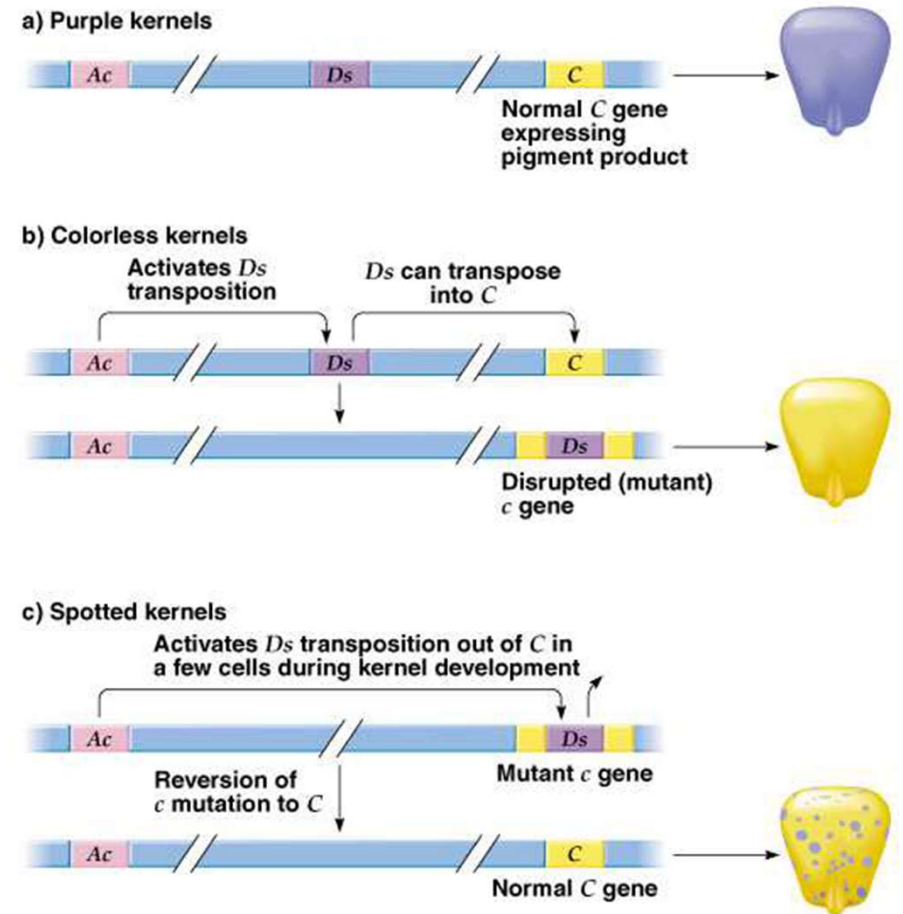 a) Purple kernels
Ac Ds C
Normal C gene
expressing
pigment product
b) Colorless kernels
Activates Ds
transposition
Ds can transpose
into C
Ac Ds C
Ac Ds
Disrupted (mutant)
c gene
c) Spotted kernels
Activates Ds transposition out of C in
a few cells during kernel development
Ac Ds
Mutant c gene
Reversion of
c mutation to C
Ac C
Normal C gene